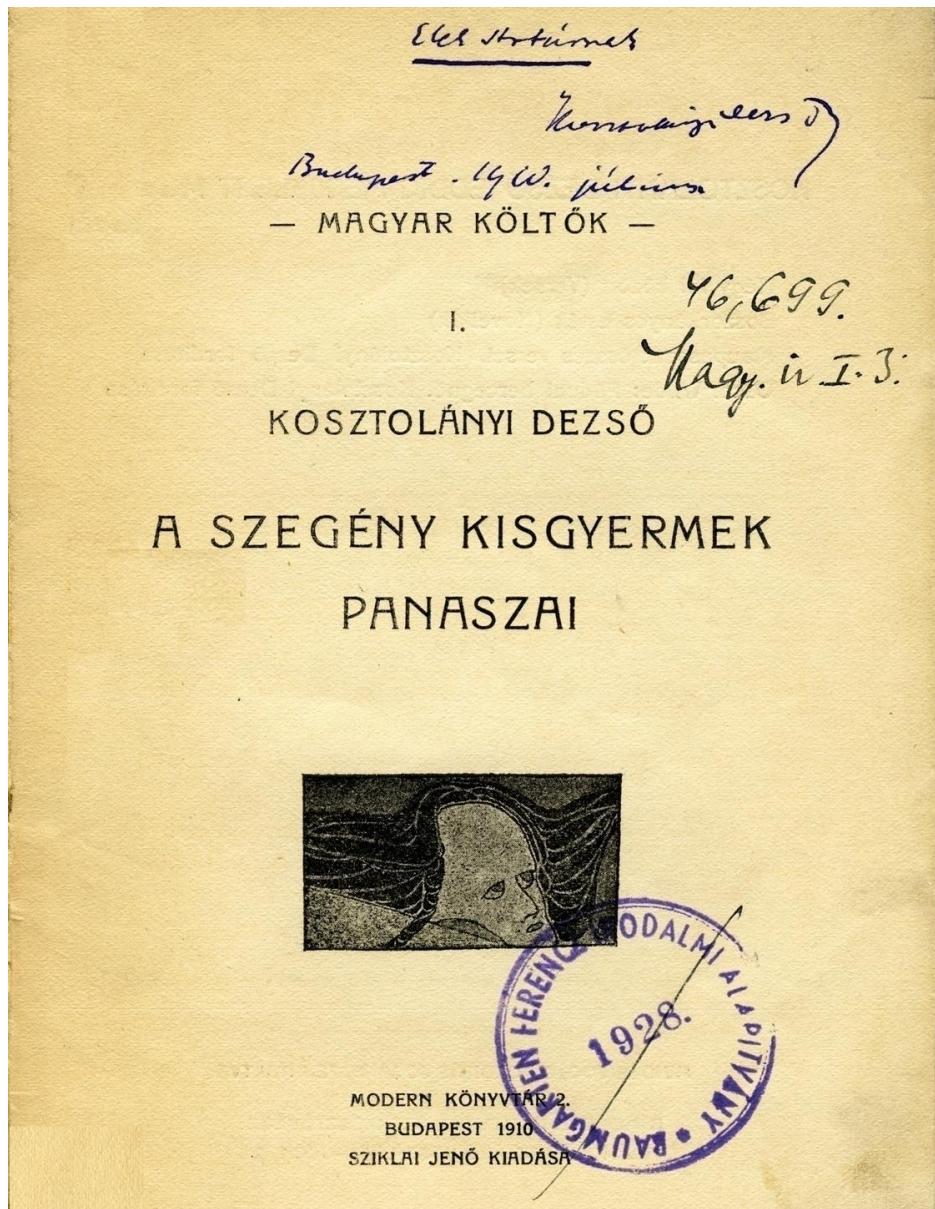 Elek Artúrnak
Kosztolányi Dezső
Budapest. 1910. július
— MAGYAR KÖLTŐK —
46,699.
I.
Magy. ir. I. 3.
KOSZTOLÁNYI DEZSŐ
A SZEGÉNY KISGYERMEK
PANASZAI
BAUMGARTEN FERENC IRODALMI ALAPITVÁNY
1928.
MODERN KÖNYVTÁR 2.
BUDAPEST 1910
SZIKLAI JENŐ KIADÁSA